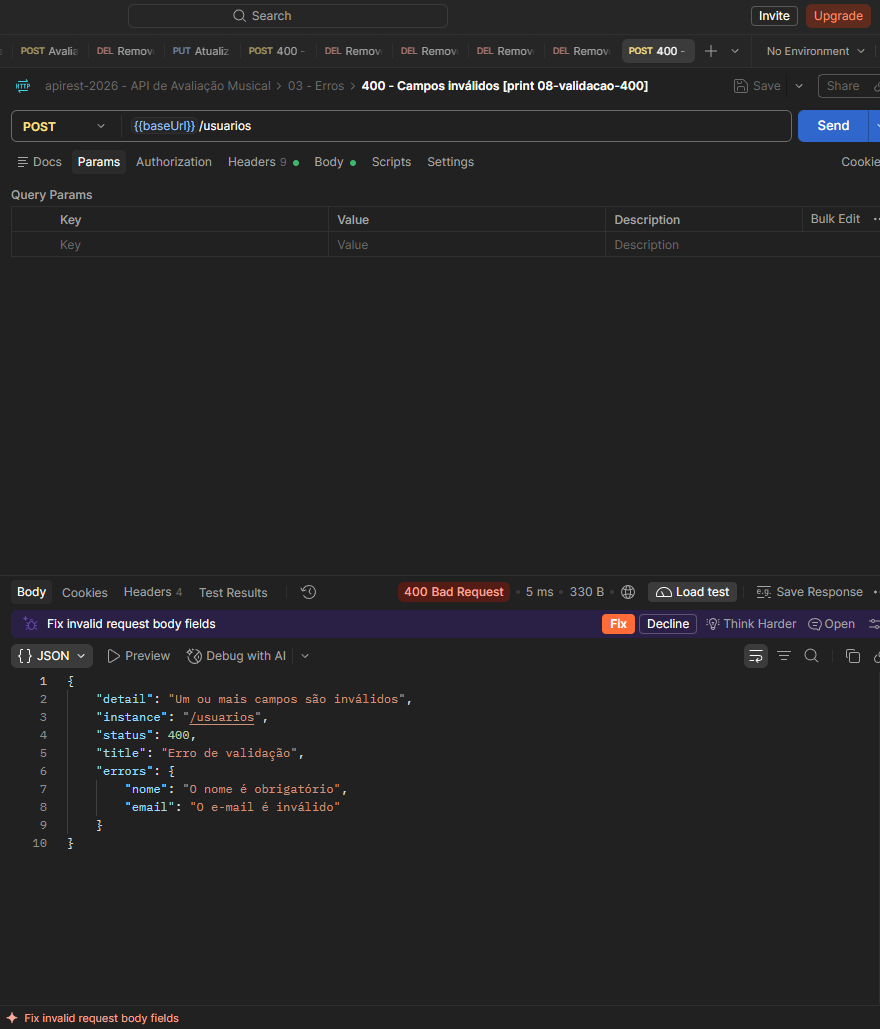 Search Invite Upgrade
POST Avalia DEL Remov PUT Atualiz POST 400 - DEL Remov DEL Remov DEL Remov DEL Remov POST 400 - No Environment
HTTP apirest-2026 - API de Avaliação Musical > 03 - Erros > 400 - Campos inválidos [print 08-validacao-400] Save Share
POST {{baseUrl}} /usuarios Send
Docs Params Authorization Headers 9 Body Scripts Settings Cookie
Query Params
Key Value Description Bulk Edit
Key Value Description
Body Cookies Headers 4 Test Results 400 Bad Request 5 ms 330 B Load test e.g. Save Response
Fix invalid request body fields Fix Decline Think Harder Open
{} JSON Preview Debug with AI
1 {
2 "detail": "Um ou mais campos são inválidos",
3 "instance": "/usuarios",
4 "status": 400,
5 "title": "Erro de validação",
6 "errors": {
7 "nome": "O nome é obrigatório",
8 "email": "O e-mail é inválido"
9 }
10 }
Fix invalid request body fields